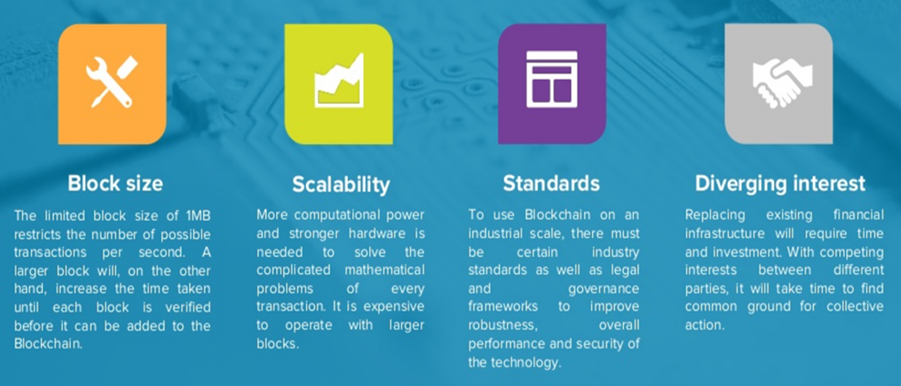 Block size
The limited block size of 1MB
restricts the number of possible
transactions per second. A
larger block will, on the other
hand, increase the time taken
until each block is verified
before it can be added to the
Blockchain.
Scalability
More computational power
and stronger hardware is
needed to solve the
complicated mathematical
problems of every
transaction. It is expensive
to operate with larger
blocks.
Standards
To use Blockchain on an
industrial scale, there must
be certain industry
standards as well as legal
and governance
frameworks to improve
robustness, overall
performance and security of
the technology.
Diverging interest
Replacing existing financial
infrastructure will require time
and investment. With competing
interests between different
parties, it will take time to find
common ground for collective
action.